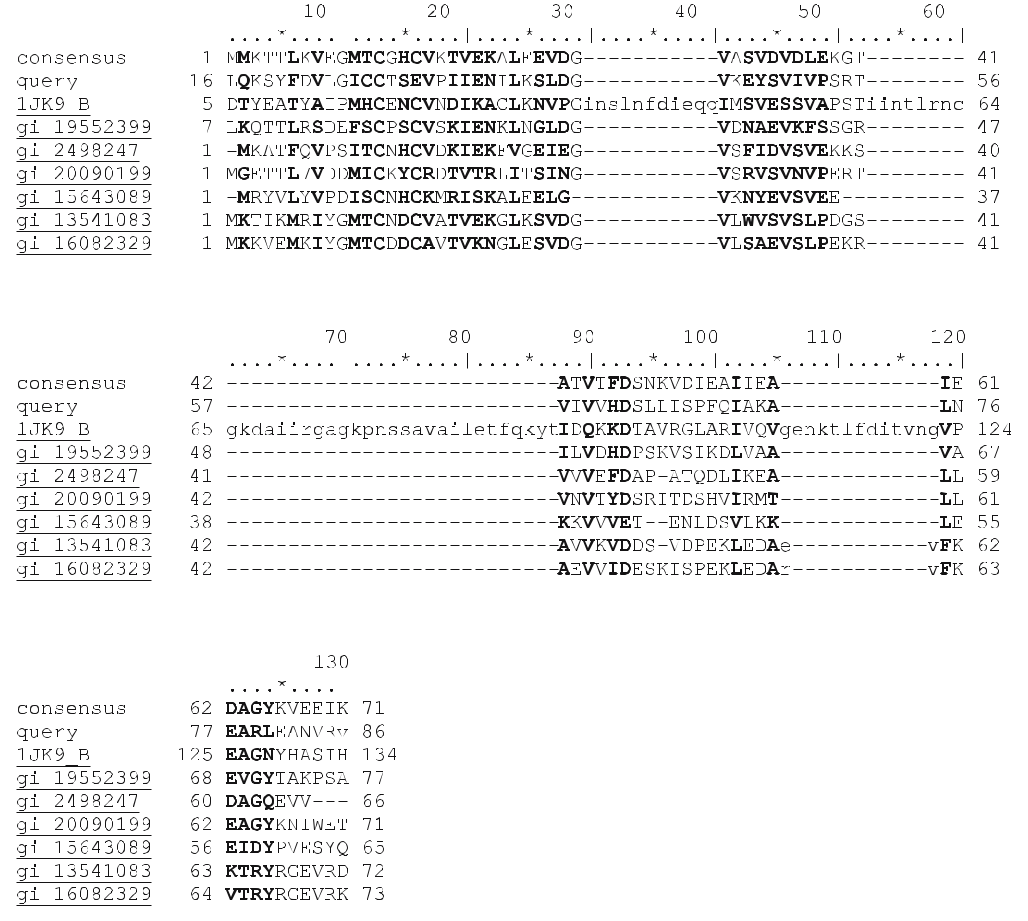 10 20 30 40 50 60
....*....|....*....|....*....|....*....|....*....|....*....|
consensus 1 MMKTTLKVEGMTCGHCVKTVEKALFEVDG-----------VASVDVDLEKGT-------- 41
query 16 LQKSYFDVLGICCTSEVPIIENILKSLDG-----------VKEYSVIVPSRT-------- 56
1JK9_B 5 DTYEATYAIPMHCENCVNDIKACLKNVPGinslnfdieqqIMSVESSVAPSTiintlrnc 64
gi 19552399 7 LKQTTLRSDLFSCPSCVSKIENKLNGLDG-----------VDNAEVKFSSGR-------- 47
gi 2498247 1 -MKATFQVPSITCNHCVDKIEKFVGEIEG-----------VSFIDVSVEKKS-------- 40
gi 20090199 1 MGETTLAVDDMICKYCRDTVTRLITSING-----------VSRVSVNVPERT-------- 41
gi 15643089 1 -MRYVLYVPDISCNHCKMRISKALEELG------------VKNYEVSVEE---------- 37
gi 13541083 1 MKTIKMRIYGMTCNDCVATVEKGLKSVDG-----------VLWVSVSLPDGS-------- 41
gi 16082329 1 MKKVEMKIYGMTCDDCAVTVKNGLESVDG-----------VLSAEVSLPEKR-------- 41
70 80 90 100 110 120
....*....|....*....|....*....|....*....|....*....|....*....|
consensus 42 ---------------------------ATVTFDSNKVDIEAIIEA-------------IE 61
query 57 ---------------------------VIVVHDSLLISPFQIAKA-------------LN 76
1JK9_B 65 gkdaiirgagkpnssavailetfqkytIDQKKDTAVRGLARIVQVgenktlfditvngVP 124
gi 19552399 48 ---------------------------ILVDHDPSKVSIKDLVAA-------------VA 67
gi 2498247 41 ---------------------------VVVEFDAP-ATQDLIKEA-------------LL 59
gi 20090199 42 ---------------------------VNVTYDSRITDSHVIRMT-------------LL 61
gi 15643089 38 ---------------------------KKVVVET--ENLDSVLKK-------------LE 55
gi 13541083 42 ---------------------------AVVKVDDS-VDPEKLEDAe-----------vFK 62
gi 16082329 42 ---------------------------AEVVIDESKISPEKLEDAr-----------vFK 63
130
....*....
consensus 62 DAGYKVEEIK 71
query 77 EARLEANVRv 86
1JK9_B 125 EAGNYHASIH 134
gi 19552399 68 EVGYTAKPSA 77
gi 2498247 60 DAGQEVV--- 66
gi 20090199 62 EAGYKNIWET 71
gi 15643089 56 EIDYPVESYQ 65
gi 13541083 63 KTRYRGEVRD 72
gi 16082329 64 VTRYRGEVRK 73